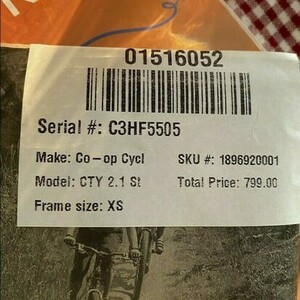 01516052
Serial #: C3HF5505
Make: Co-op Cycl SKU #: 1896920001
Model: CTY 2.1 St Total Price: 799.00
Frame size: XS